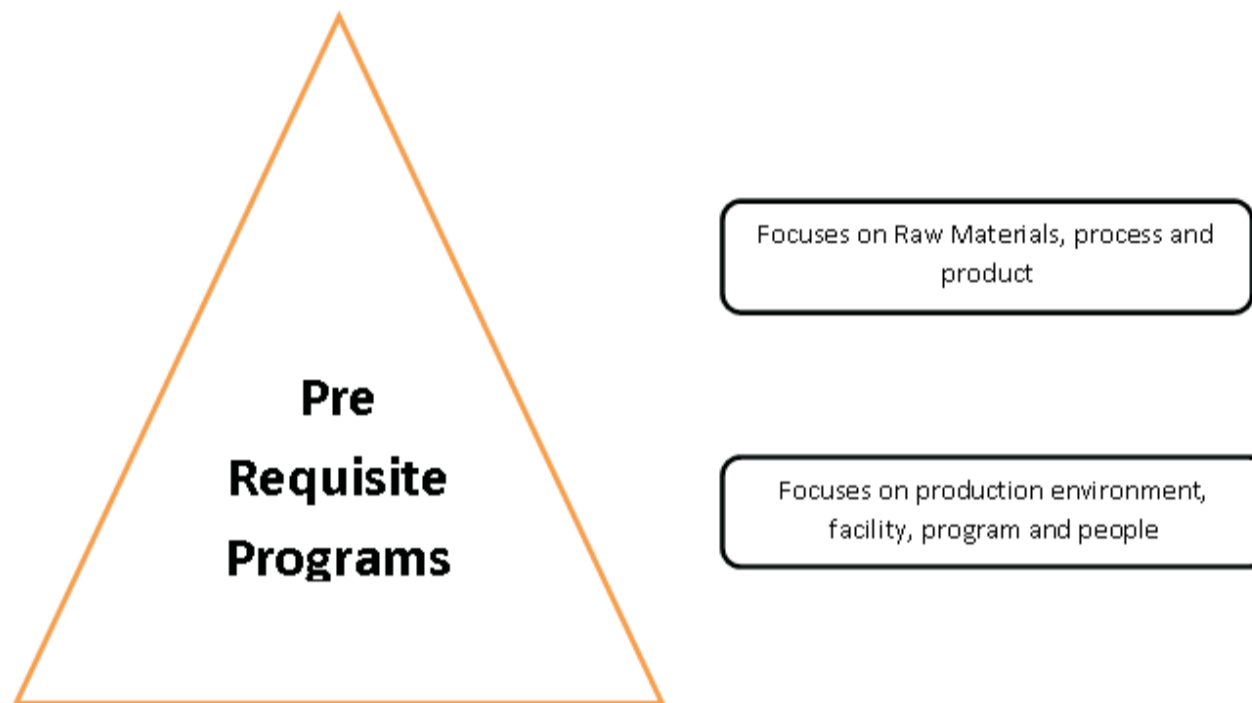 Focuses on Raw Materials, process and
product
Pre
Requisite
Programs
Focuses on production environment,
facility, program and people